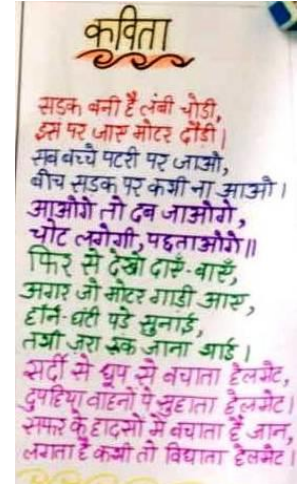 कविता
सड़क बनी है लंबी चोड़ी,
इस पर जाए मोटर दौड़ी।
सब बच्चे पटरी पर जाओ,
बीच सड़क पर कभी ना आओ।
आओगे तो दब जाओगे,
चोट लगेगी, पछताओगे॥
फिर से देखो दाएँ-बाएँ,
अगर जो मोटर गाडी आए,
हॉर्न-घंटी पडे सुनाई,
तभी जरा रुक जाना भाई।
सर्दी से धूप से बचाता हैलमेट,
दुपहिया वाहनों पे सुहाता हेलमेट।
सफर के हादसों में बचाता है जान,
लगता है कभी तो विधाता हैलमेट।